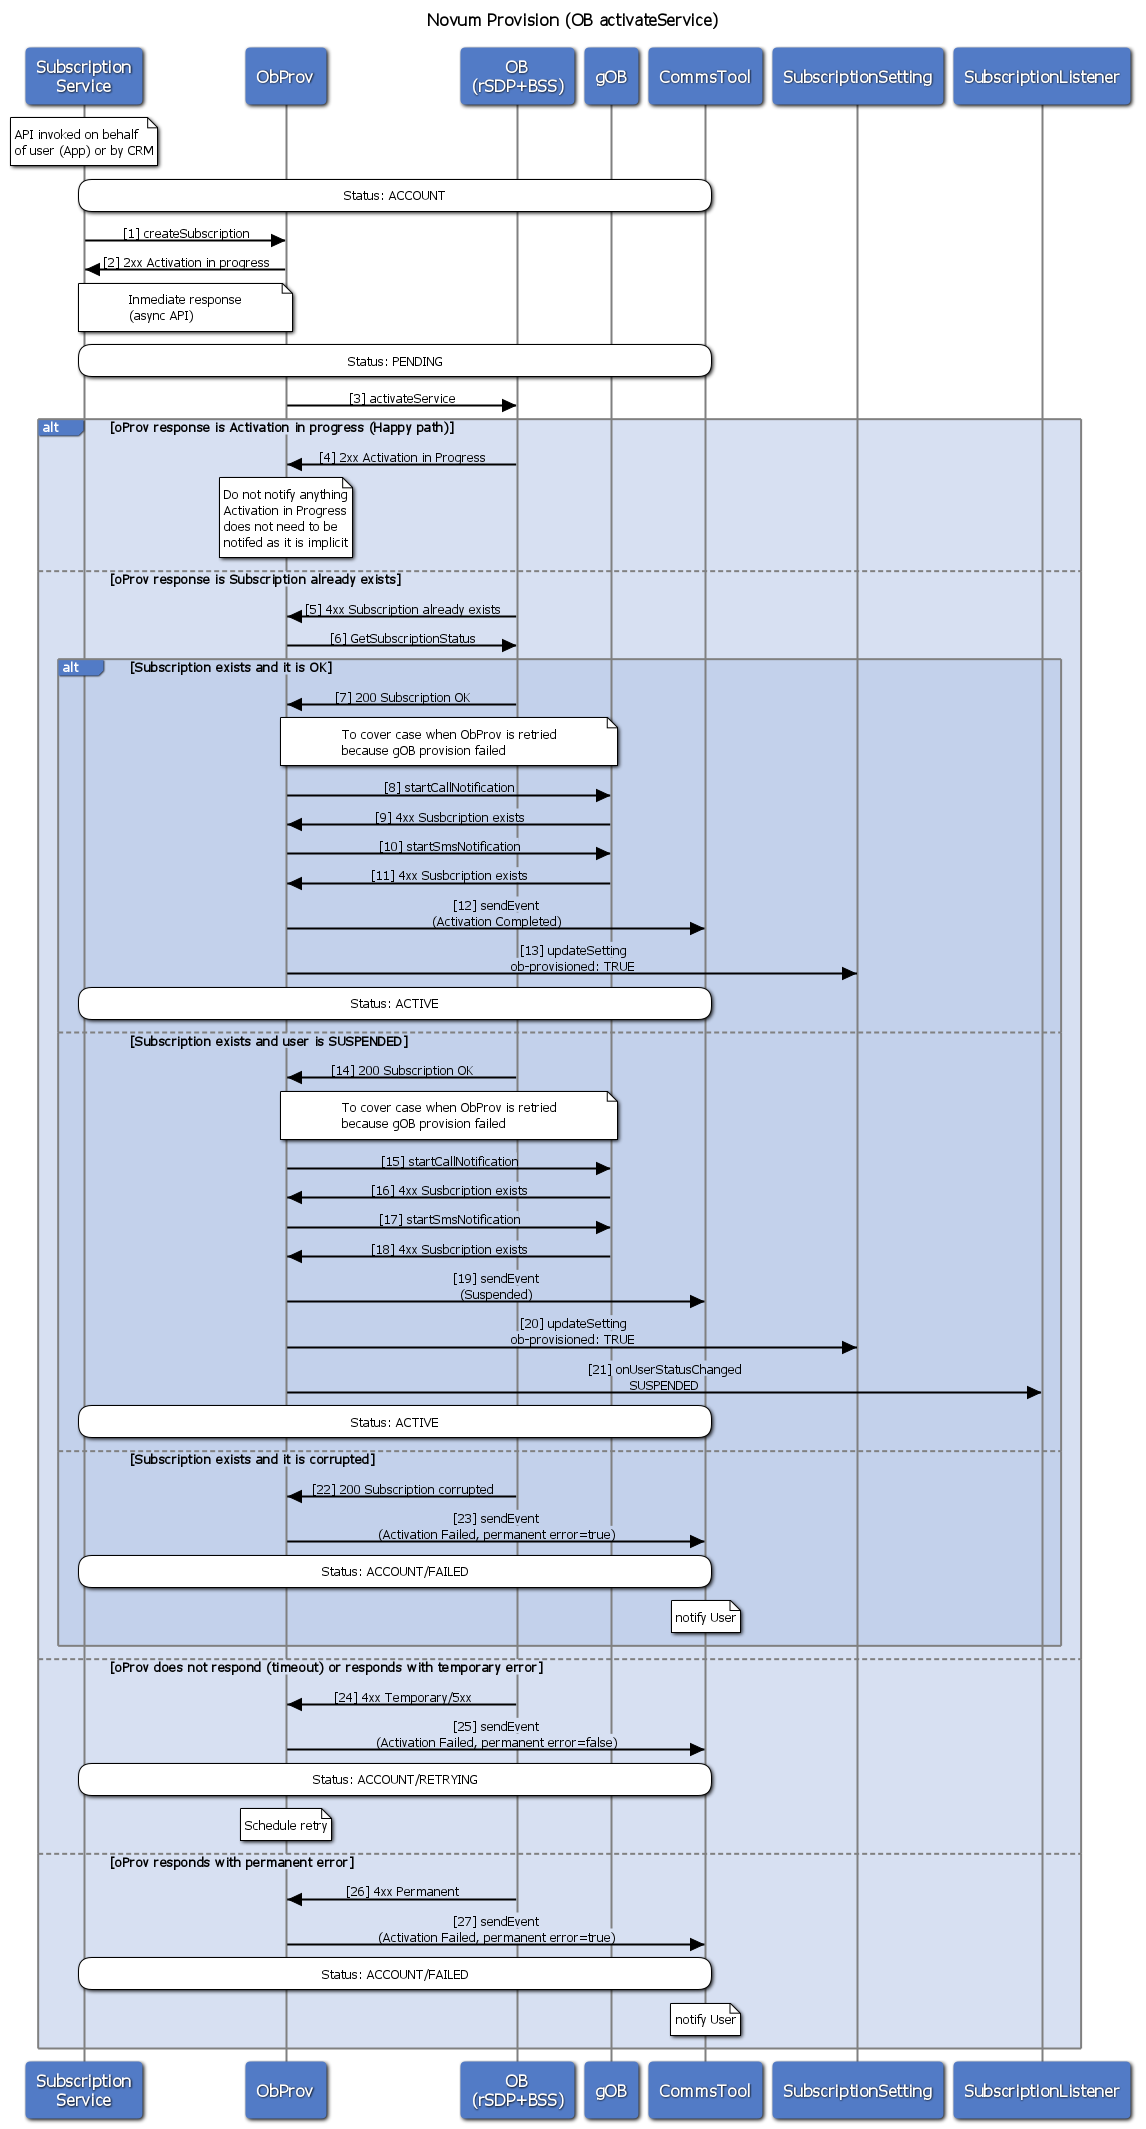 Novum Provision (OB activateService)
Subscription
Service
ObProv
OB
(rSDP+BSS)
gOB
CommsTool
SubscriptionSetting
SubscriptionListener
API invoked on behalf
of user (App) or by CRM
Status: ACCOUNT
[1] createSubscription
[2] 2xx Activation in progress
Inmediate response
(async API)
Status: PENDING
[3] activateService
alt
[oProv response is Activation in progress (Happy path)]
[4] 2xx Activation in Progress
Do not notify anything
Activation in Progress
does not need to be
notifed as it is implicit
[oProv response is Subscription already exists]
[5] 4xx Subscription already exists
[6] GetSubscriptionStatus
alt
[Subscription exists and it is OK]
[7] 200 Subscription OK
To cover case when ObProv is retried
because gOB provision failed
[8] startCallNotification
[9] 4xx Susbcription exists
[10] startSmsNotification
[11] 4xx Susbcription exists
[12] sendEvent
(Activation Completed)
[13] updateSetting
ob-provisioned: TRUE
Status: ACTIVE
[Subscription exists and user is SUSPENDED]
[14] 200 Subscription OK
To cover case when ObProv is retried
because gOB provision failed
[15] startCallNotification
[16] 4xx Susbcription exists
[17] startSmsNotification
[18] 4xx Susbcription exists
[19] sendEvent
(Suspended)
[20] updateSetting
ob-provisioned: TRUE
[21] onUserStatusChanged
SUSPENDED
Status: ACTIVE
[Subscription exists and it is corrupted]
[22] 200 Subscription corrupted
[23] sendEvent
(Activation Failed, permanent error=true)
Status: ACCOUNT/FAILED
notify User
[oProv does not respond (timeout) or responds with temporary error]
[24] 4xx Temporary/5xx
[25] sendEvent
(Activation Failed, permanent error=false)
Status: ACCOUNT/RETRYING
Schedule retry
[oProv responds with permanent error]
[26] 4xx Permanent
[27] sendEvent
(Activation Failed, permanent error=true)
Status: ACCOUNT/FAILED
notify User
Subscription
Service
ObProv
OB
(rSDP+BSS)
gOB
CommsTool
SubscriptionSetting
SubscriptionListener